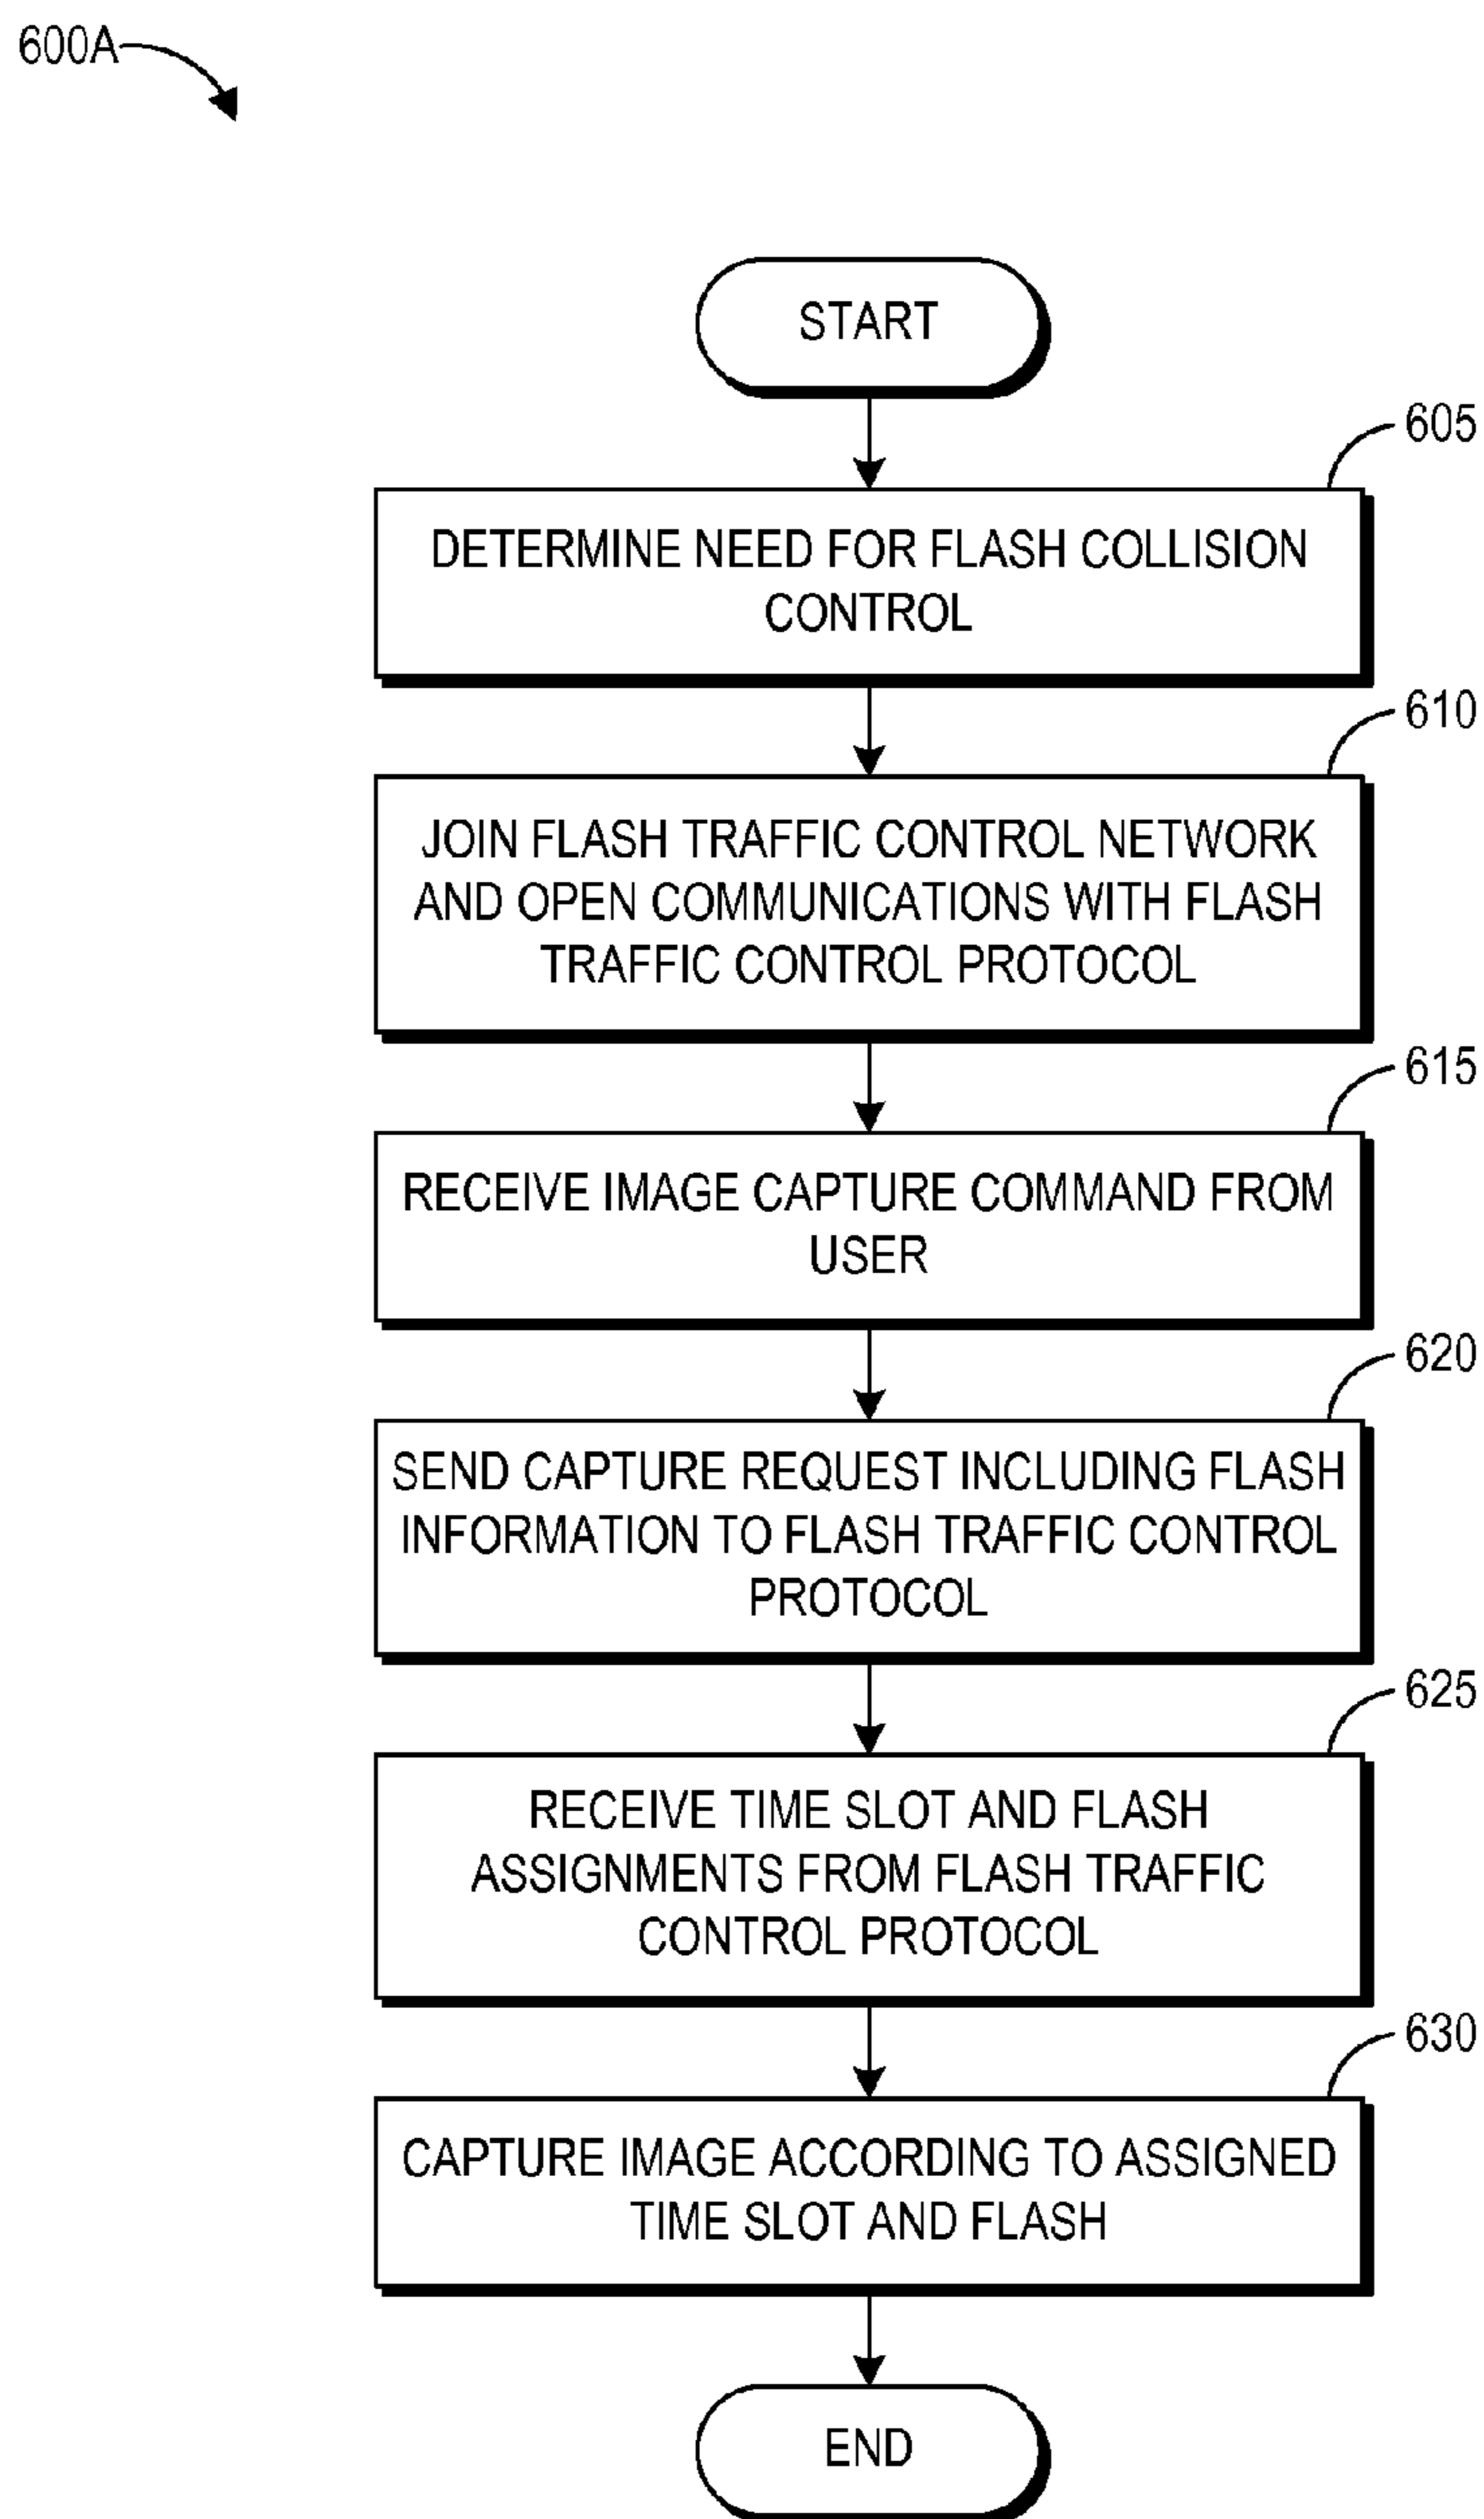 600A
START
605
DETERMINE NEED FOR FLASH COLLISION
CONTROL
610
JOIN FLASH TRAFFIC CONTROL NETWORK
AND OPEN COMMUNICATIONS WITH FLASH
TRAFFIC CONTROL PROTOCOL
615
RECEIVE IMAGE CAPTURE COMMAND FROM
USER
620
SEND CAPTURE REQUEST INCLUDING FLASH
INFORMATION TO FLASH TRAFFIC CONTROL
PROTOCOL
625
RECEIVE TIME SLOT AND FLASH
ASSIGNMENTS FROM FLASH TRAFFIC
CONTROL PROTOCOL
630
CAPTURE IMAGE ACCORDING TO ASSIGNED
TIME SLOT AND FLASH
END